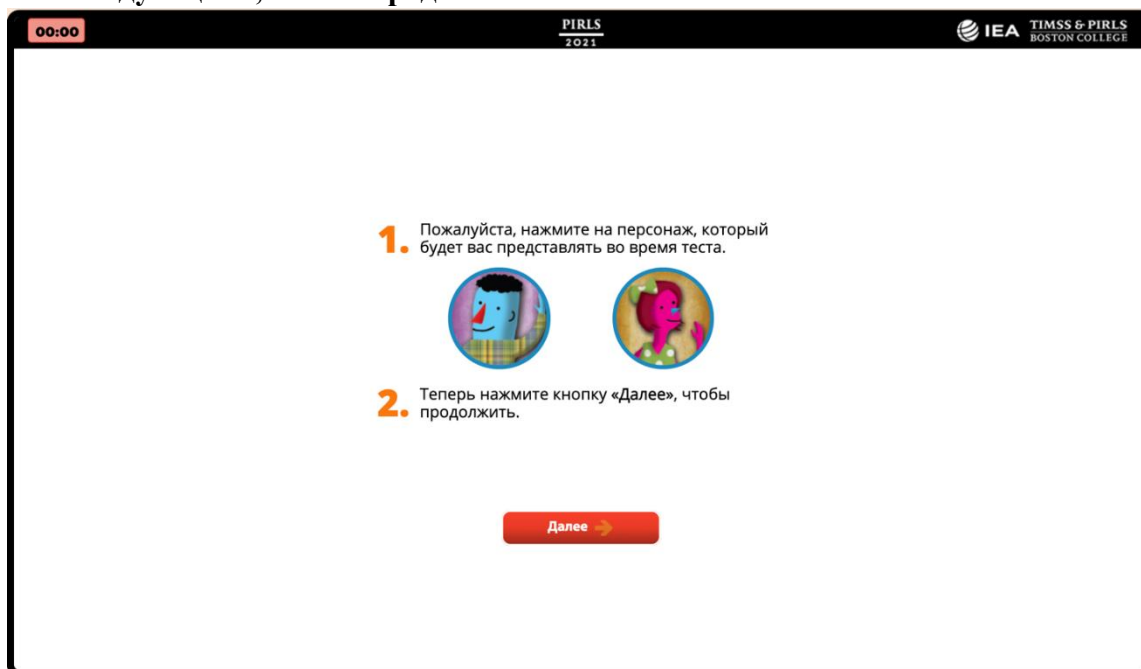 00:00
PIRLS
2021
IEA
TIMSS & PIRLS
BOSTON COLLEGE
1. Пожалуйста, нажмите на персонаж, который
будет вас представлять во время теста.
2. Теперь нажмите кнопку «Далее», чтобы
продолжить.
Далее